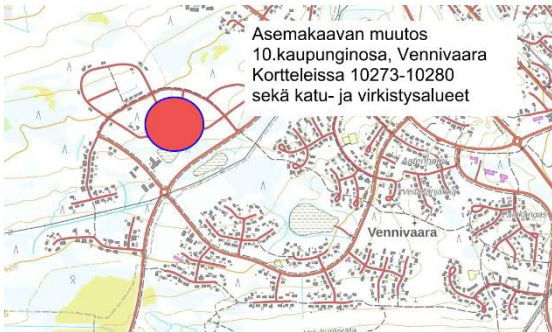 Asemakaavan muutos
10.kaupunginosa, Vennivaara
Kortteleissa 10273-10280
sekä katu- ja virkistysalueet
Vennivaara